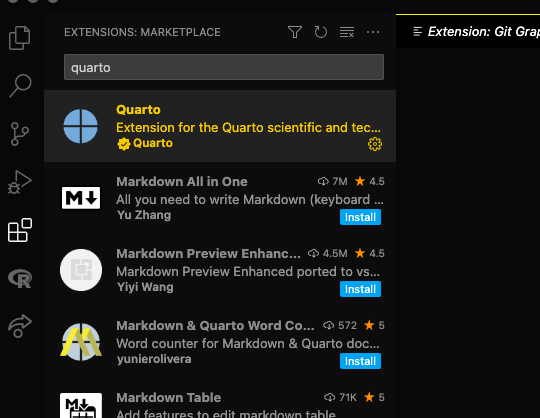 EXTENSIONS: MARKETPLACE
Extension: Git Grap
quarto
Quarto
Extension for the Quarto scientific and tec...
Quarto
Markdown All in One 7M 4.5
All you need to write Markdown (keyboard ...
Yu Zhang Install
Markdown Preview Enhanc... 4.5M 4.5
Markdown Preview Enhanced ported to vs...
Yiyi Wang Install
Markdown & Quarto Word Co... 572 5
Word counter for Markdown & Quarto doc...
yunierolivera Install
Markdown Table 71K 5
Add features to edit markdown table